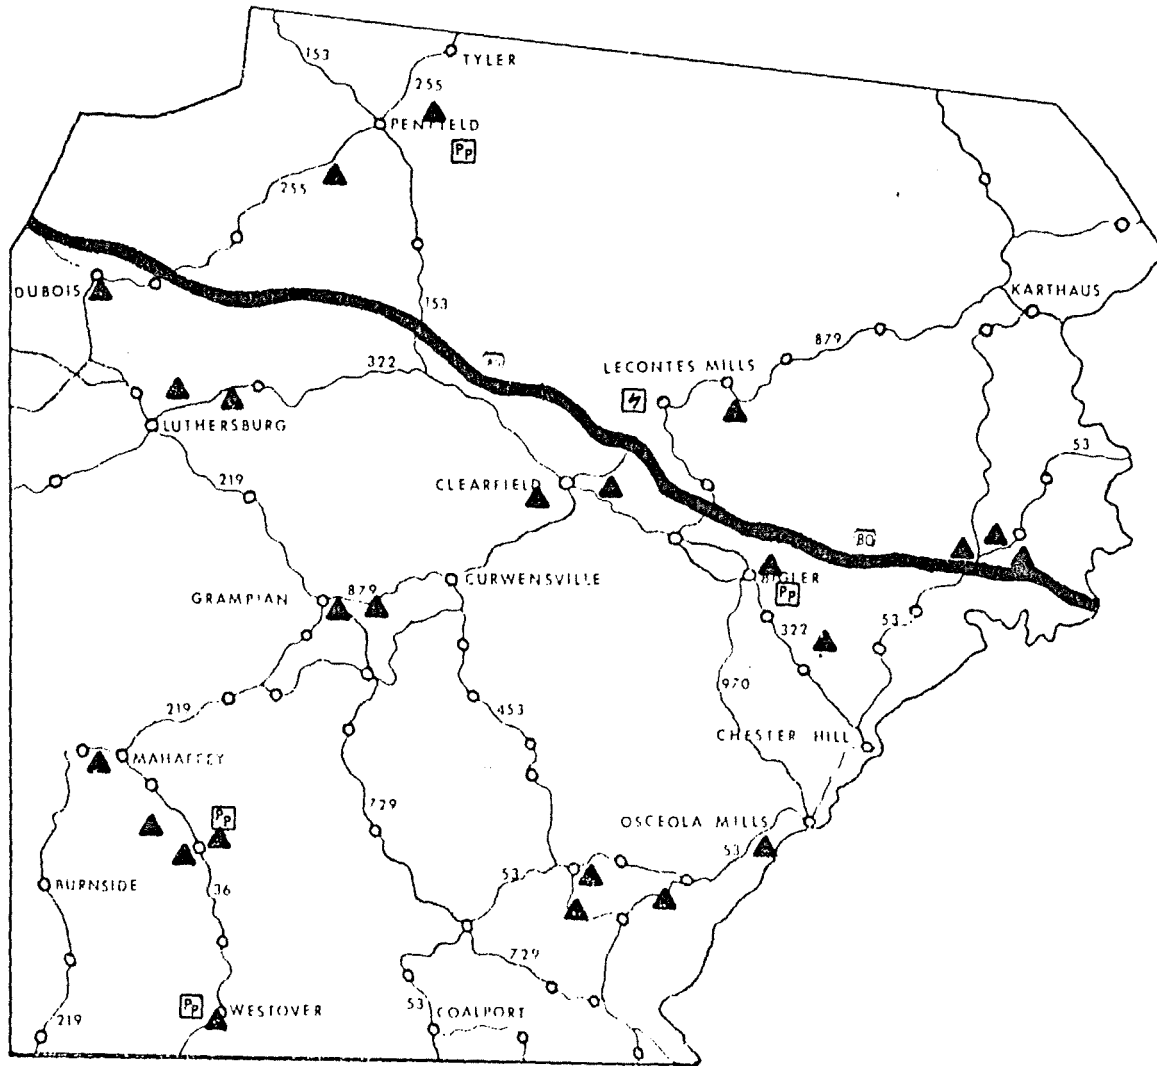 153
TYLER
255
PENFIELD
PP
255
DUBOIS
KARTHAUS
153
879
322
LECONTES MILLS
LUTHERSBURG
53
219
CLEARFIELD
80
CURWENSVILLE
BIGLER
879
GRAMPIAN
PP
322
53
970
219
453
CHESTER HILL
MAHAFFEY
729
PP
OSCEOLA MILLS
53
BURNSIDE
53
36
729
PP
WESTOVER
53
COALPORT
219